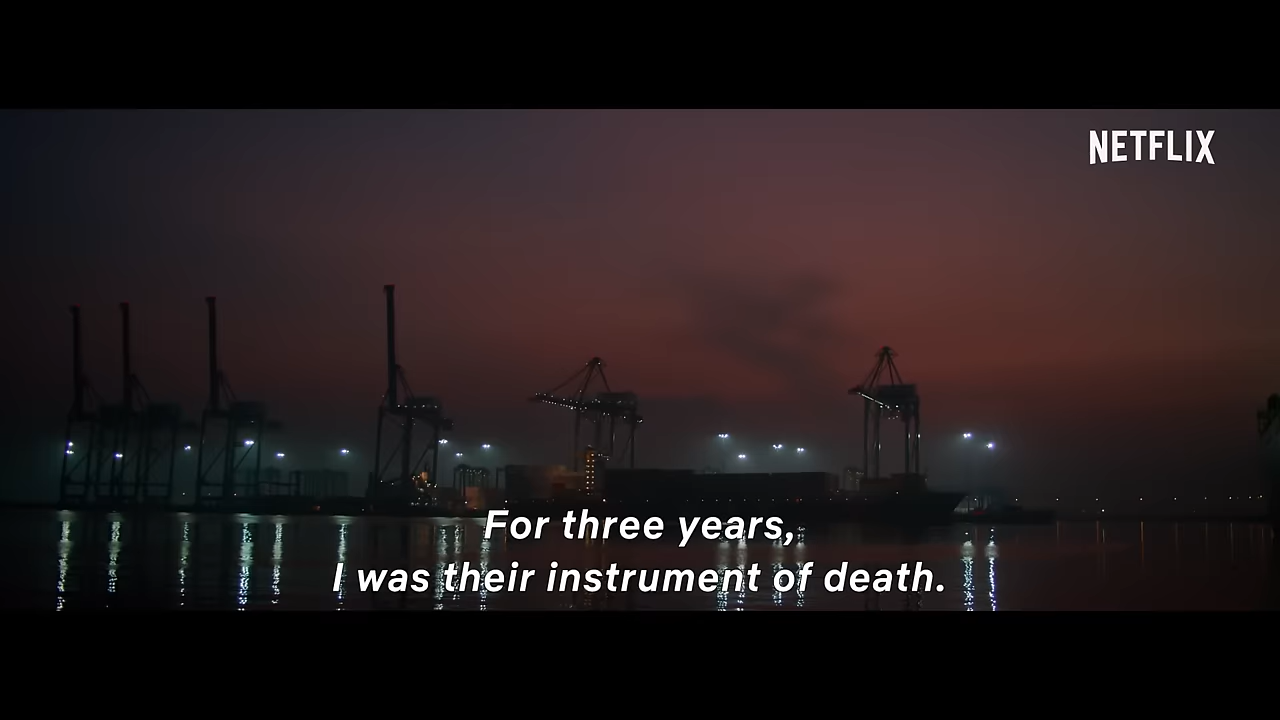 NETFLIX
For three years,
I was their instrument of death.